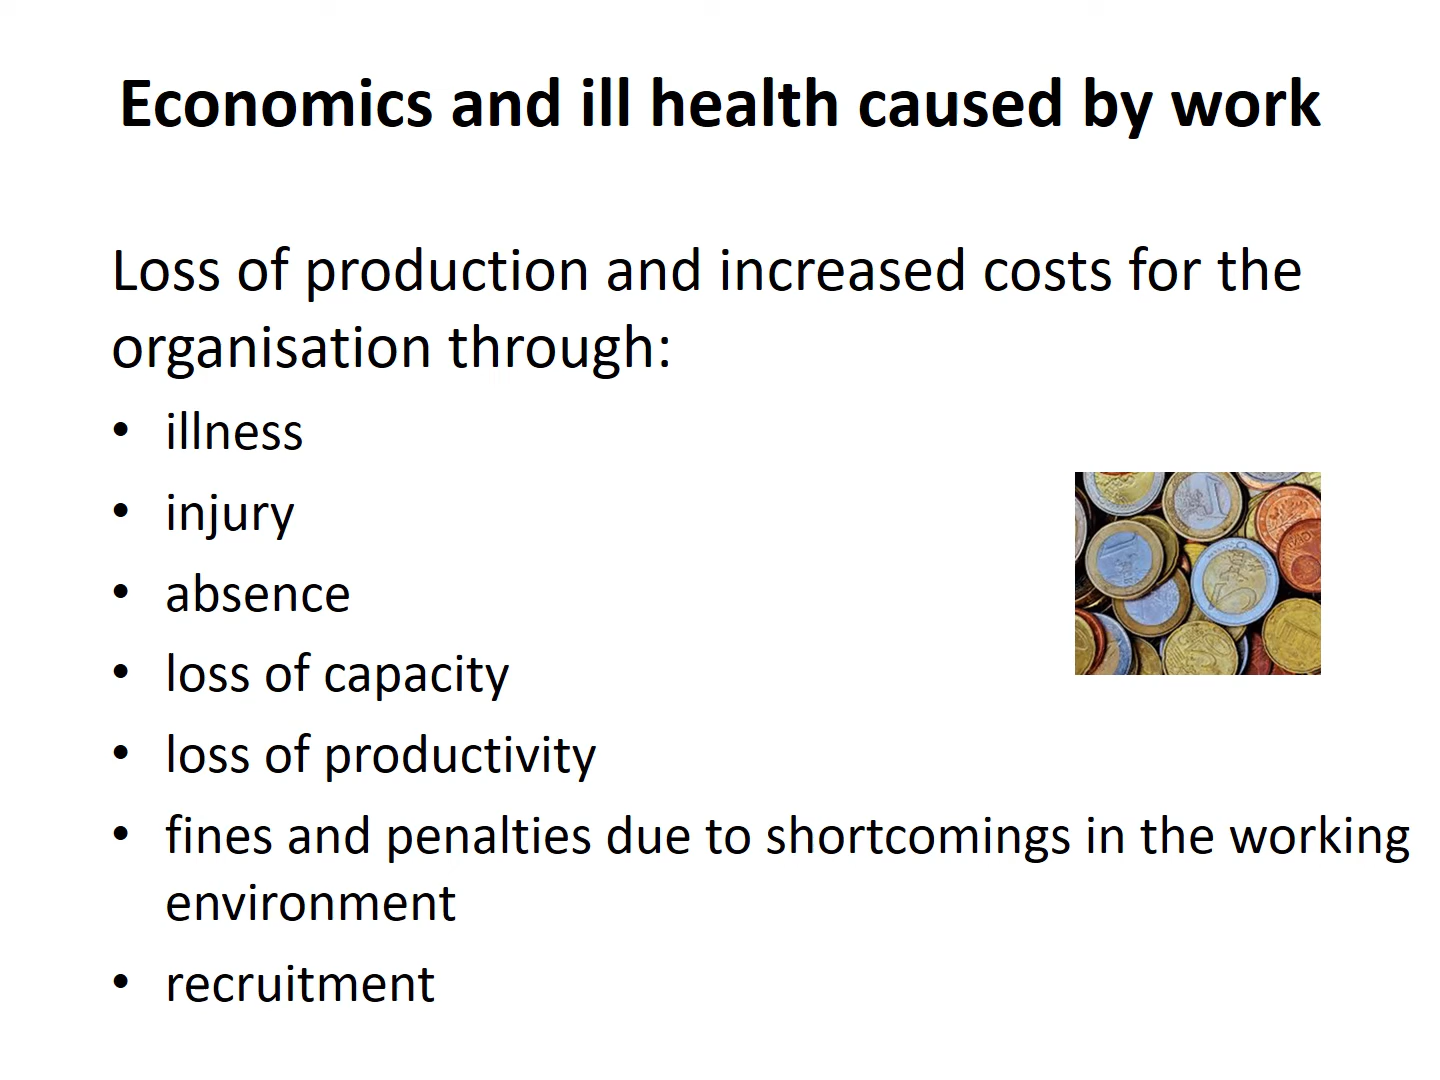 Economics and ill health caused by work
Loss of production and increased costs for the
organisation through:
• illness
• injury
• absence
• loss of capacity
• loss of productivity
• fines and penalties due to shortcomings in the working
environment
• recruitment